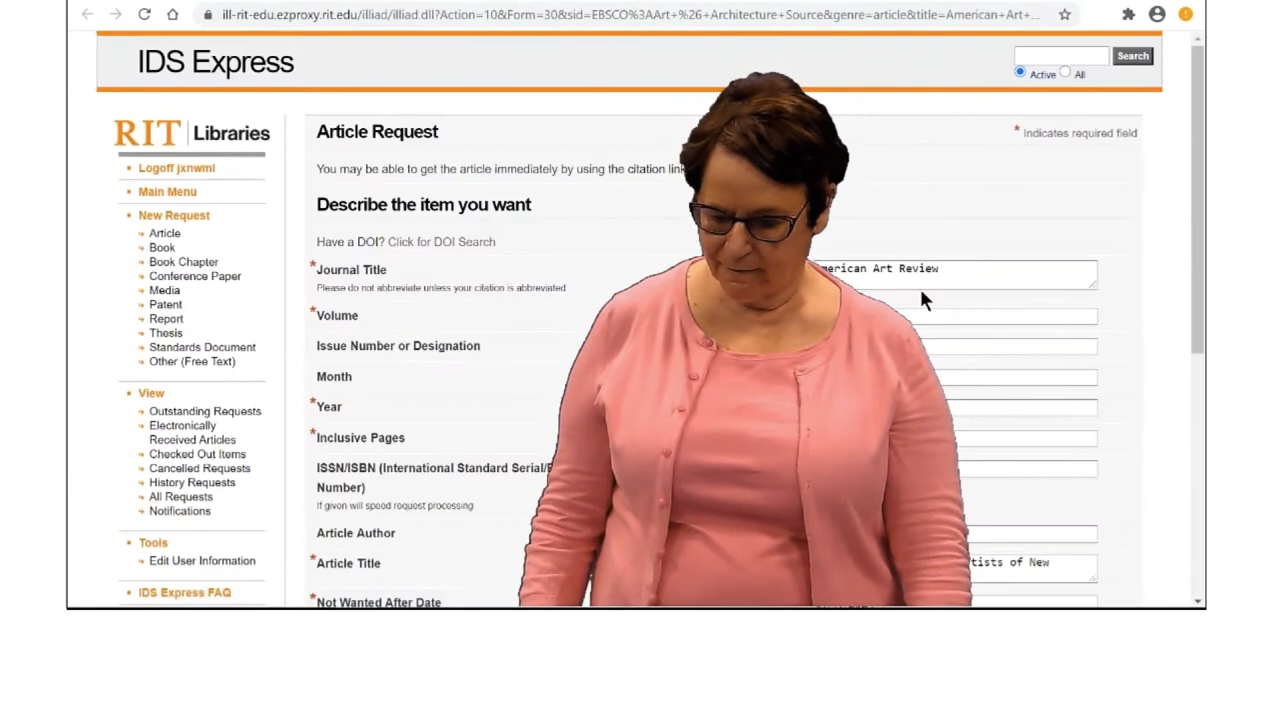 ill-rit-edu.ezproxy.rit.edu/illiad/illiad.dll?Action=10&Form=30&sid=EBSCO%3AArt+%26+Architecture+Source&genre=article&title=American+Art+...
IDS Express
Search
Active All
RIT Libraries
Logoff jxnwml
Main Menu
New Request
Article
Book
Book Chapter
Conference Paper
Media
Patent
Report
Thesis
Standards Document
Other (Free Text)
View
Outstanding Requests
Electronically
Received Articles
Checked Out Items
Cancelled Requests
History Requests
All Requests
Notifications
Tools
Edit User Information
IDS Express FAQ
Article Request
* Indicates required field
You may be able to get the article immediately by using the citation
Describe the item you want
Have a DOI? Click for DOI Search
*Journal Title
Please do not abbreviate unless your citation is abbreviated
Art Review
*Volume
Issue Number or Designation
Month
*Year
*Inclusive Pages
ISSN/ISBN (International Standard
Number)
If given will speed request processing
Article Author
*Article Title
of New
*Not Wanted After Date